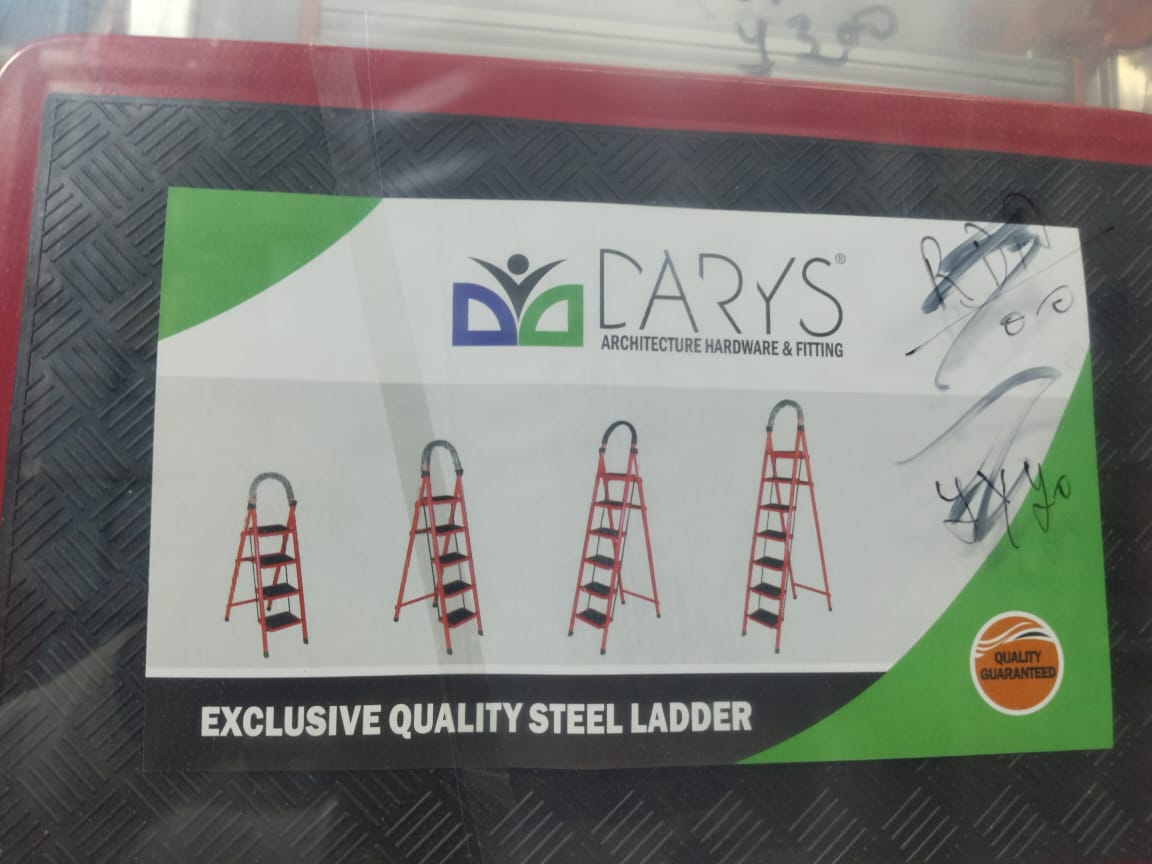 DARYS®
ARCHITECTURE HARDWARE & FITTING
QUALITY
GUARANTEED
EXCLUSIVE QUALITY STEEL LADDER